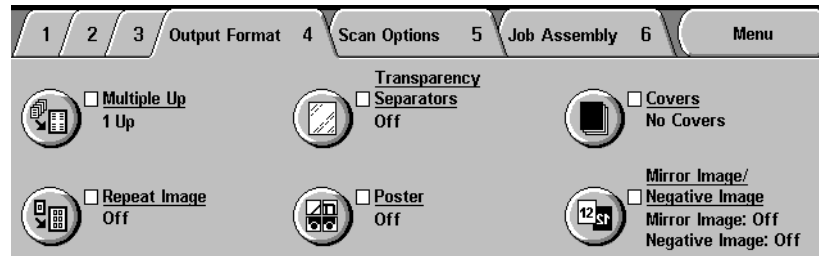 1 2 3 Output Format 4 Scan Options 5 Job Assembly 6 Menu
Multiple Up
1 Up
Transparency
Separators
Off
Covers
No Covers
Repeat Image
Off
Poster
Off
12
21
Mirror Image/
Negative Image
Mirror Image: Off
Negative Image: Off